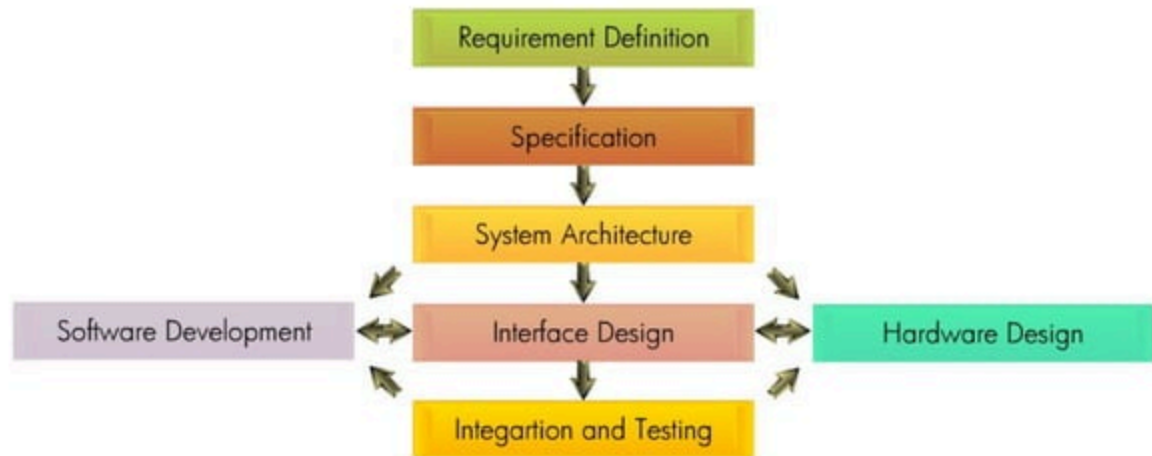 Requirement Definition
Specification
System Architecture
Software Development
Interface Design
Hardware Design
Integartion and Testing